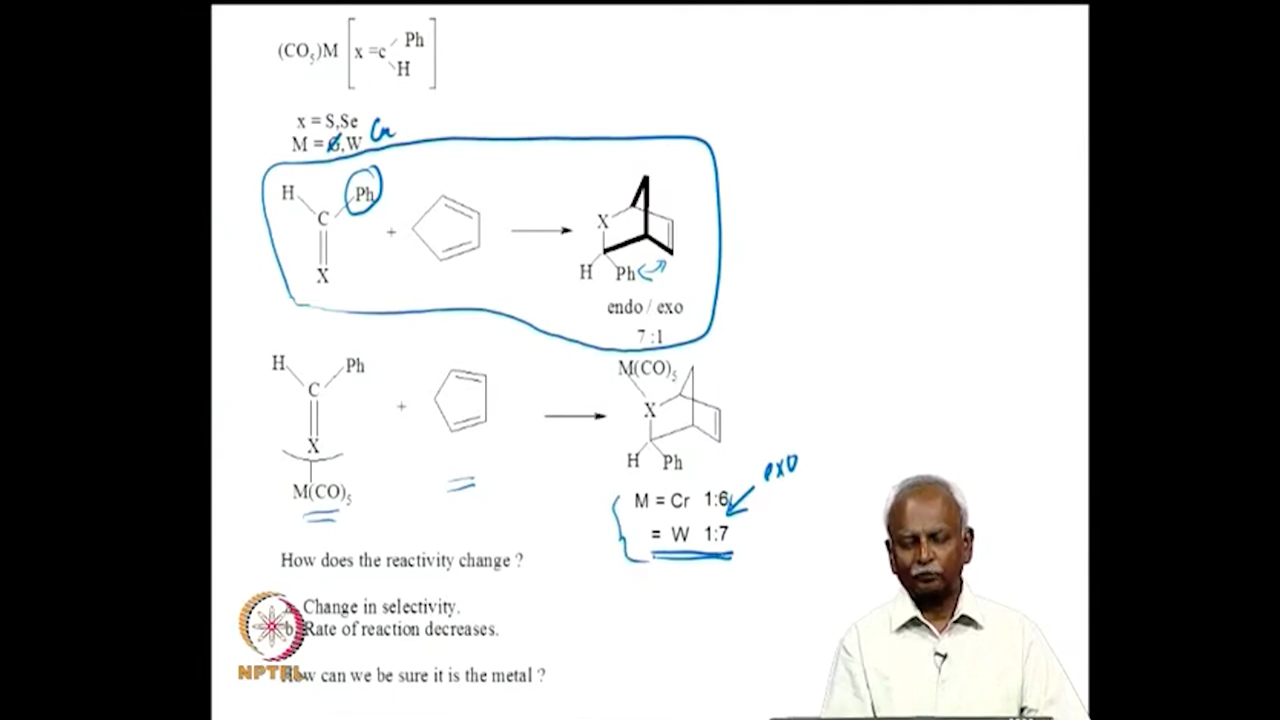 (CO₅)M [ x =c Ph
H ]
x = S,Se Cr
M = G,W
H Ph
C
+
X
X
H Ph
endo / exo
7 :1
H Ph
C
+
X
M(CO)₅
M(CO)₅
X
H Ph
exo
M = Cr 1:6
= W 1:7
How does the reactivity change ?
a. Change in selectivity.
b. Rate of reaction decreases.
How can we be sure it is the metal ?
NPTEL